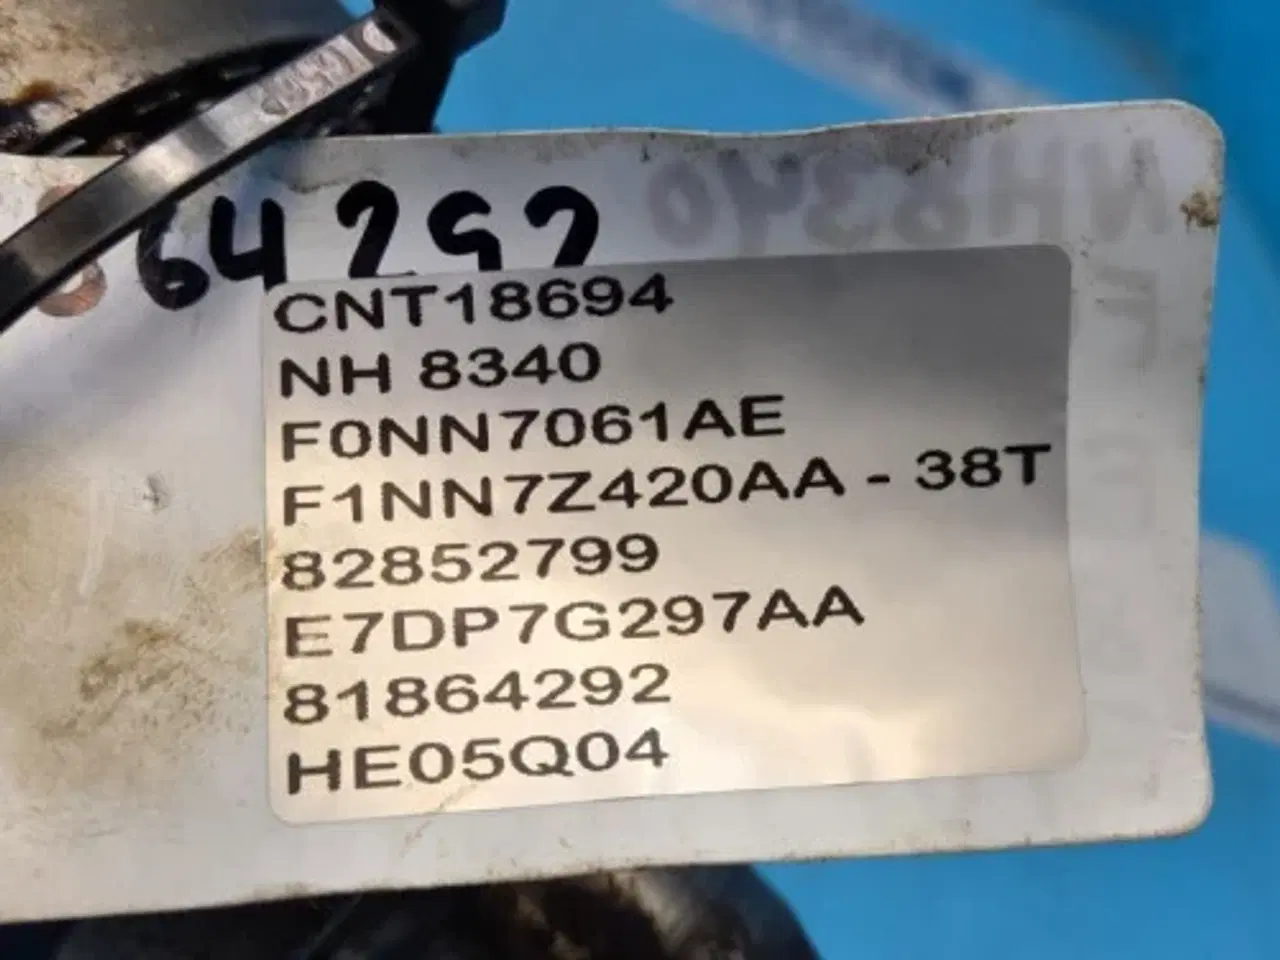 64292
CNT18694
NH 8340
F0NN7061AE
F1NN7Z420AA - 38T
82852799
E7DP7G297AA
81864292
HE05Q04